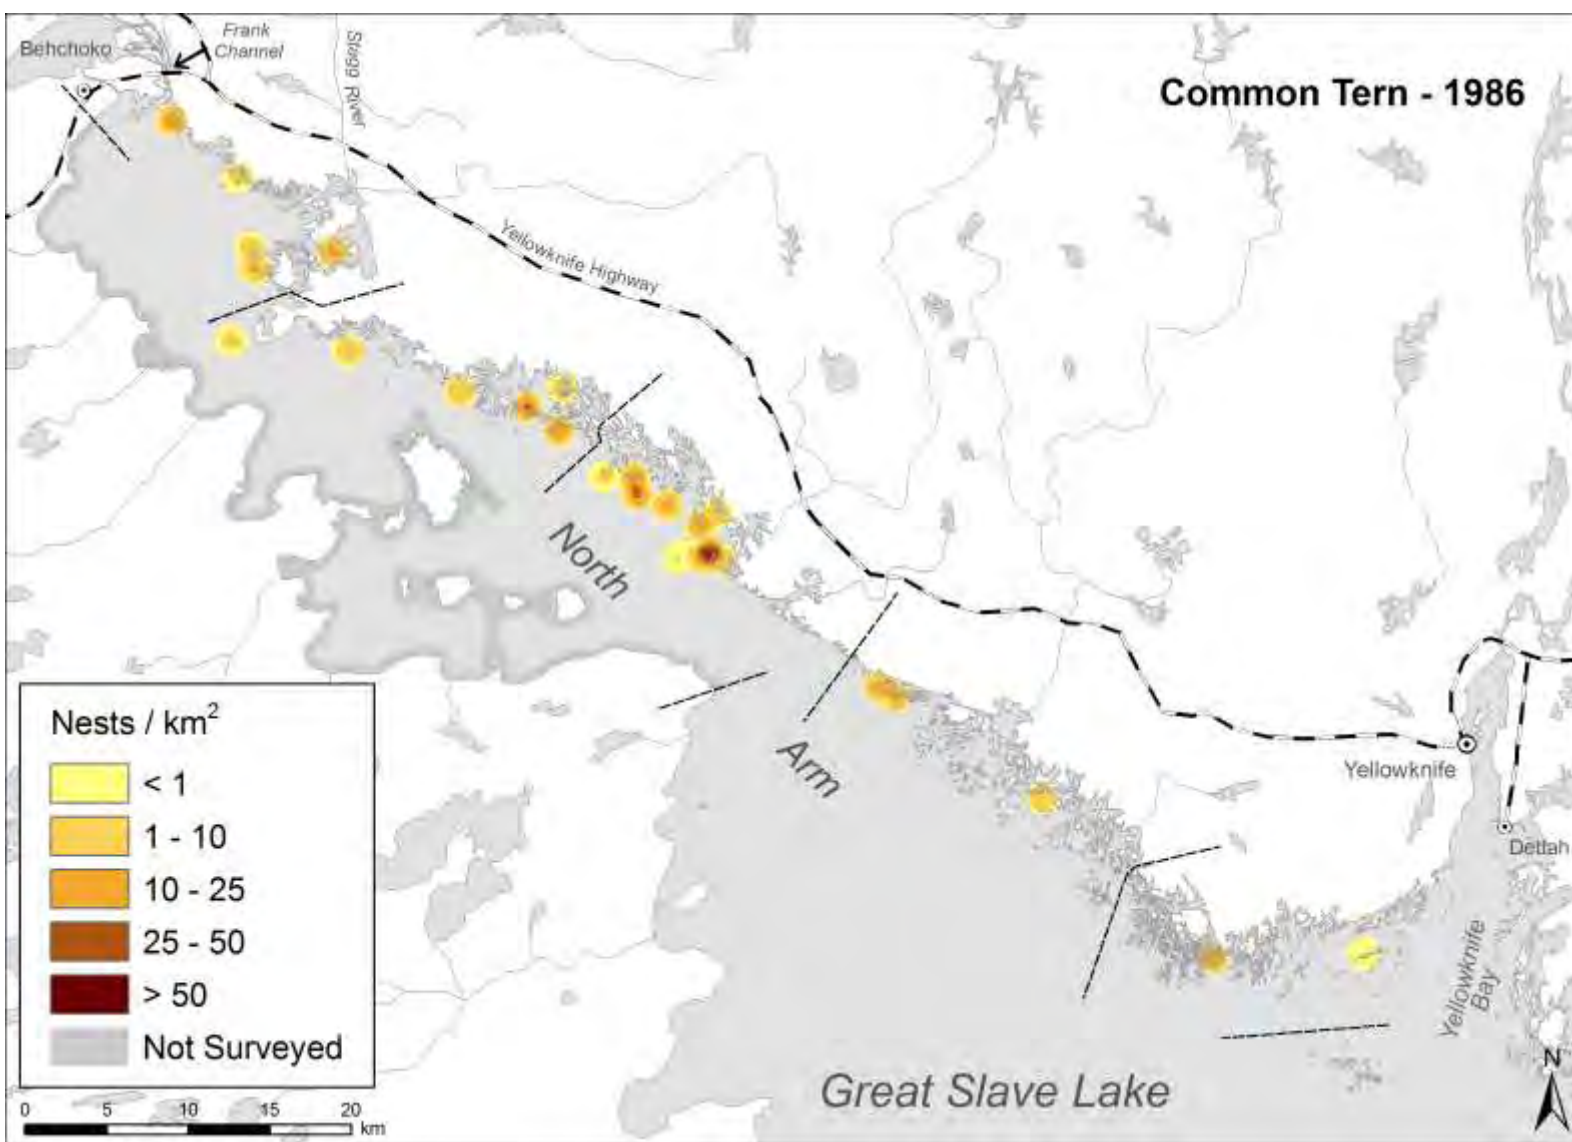 Behchoko
Frank
Channel
Stagg River
Common Tern - 1986
Yellowknife Highway
North
Arm
Nests / km2
< 1
1 - 10
10 - 25
25 - 50
> 50
Not Surveyed
Yellowknife
Dettah
Yellowknife
Bay
Great Slave Lake
N
0 5 10 15 20
km